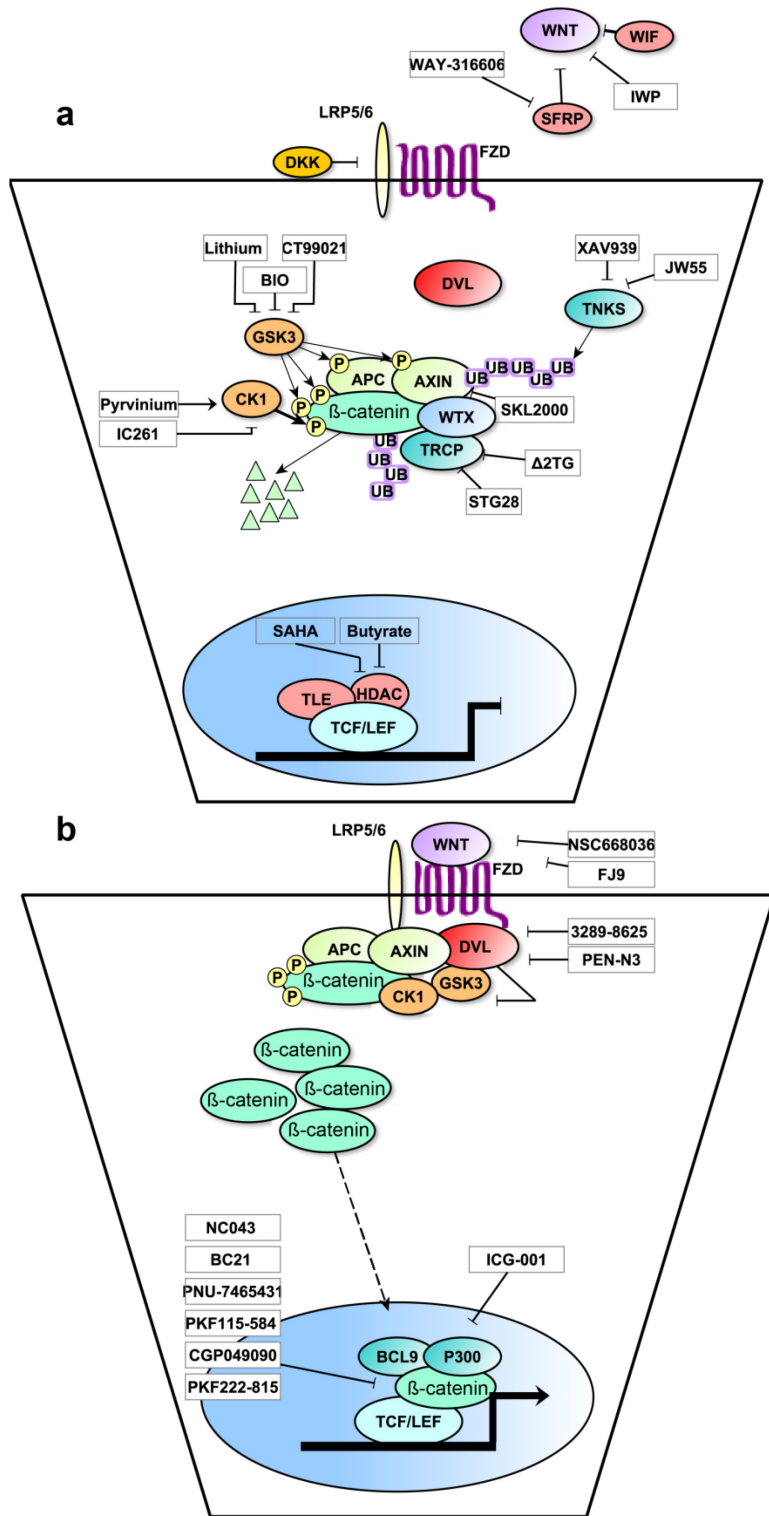 WNT
WIF
WAY-316606
IWP
a
SFRP
LRP5/6
FZD
DKK
Lithium
CT99021
XAV939
BIO
JW55
DVL
TNKS
GSK3
P
P
UB
UB
UB
UB
UB
APC
AXIN
CK1
P
P
Pyrvinium
ß-catenin
WTX
SKL2000
P
IC261
UB
TRCP
UB
UB
UB
Δ2TG
STG28
SAHA
Butyrate
TLE
HDAC
TCF/LEF
b
LRP5/6
WNT
NSC668036
FZD
FJ9
3289-8625
APC
AXIN
DVL
PEN-N3
P
P
P
ß-catenin
GSK3
CK1
ß-catenin
ß-catenin
ß-catenin
ß-catenin
NC043
BC21
ICG-001
PNU-7465431
PKF115-584
CGP049090
BCL9
P300
PKF222-815
ß-catenin
TCF/LEF